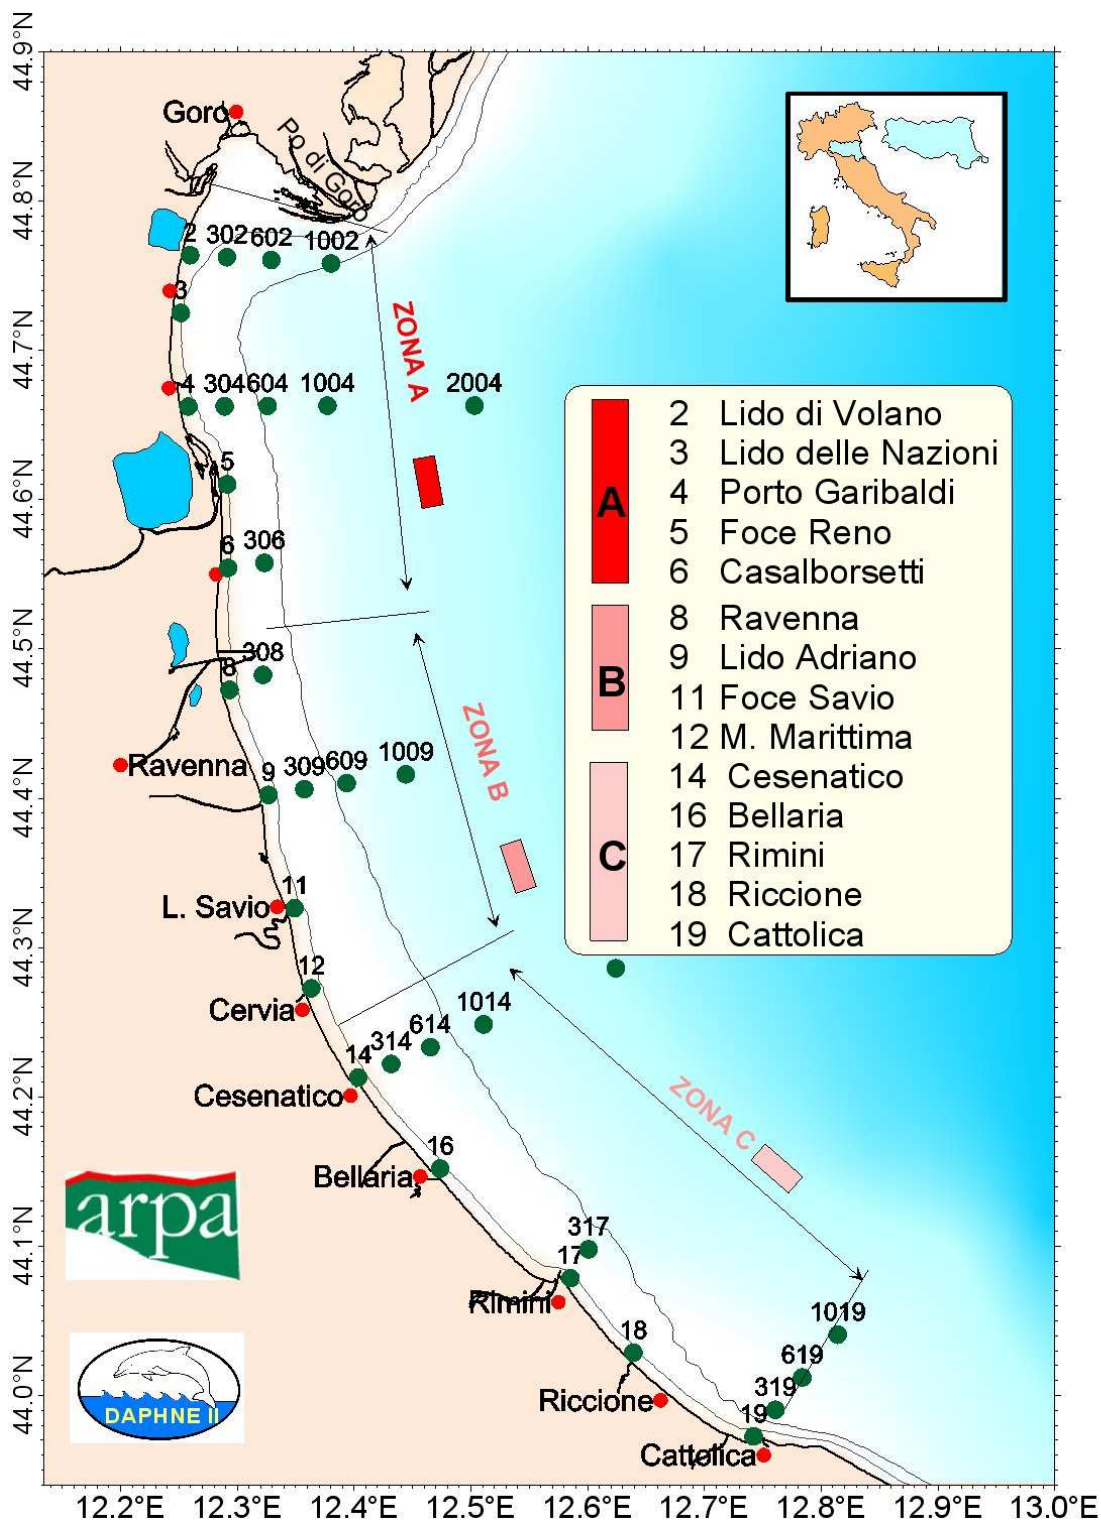 44.9°N
44.8°N
44.7°N
44.6°N
44.5°N
44.4°N
44.3°N
44.2°N
44.1°N
44.0°N
Goro
Po di Goro
2 302 602 1002
3
ZONA A
4 304 604 1004 2004
5
6 306
308
8
ZONA B
Ravenna
9 309 609 1009
11
L. Savio
12
Cervia
14 314 614 1014
Cesenatico
ZONA C
16
Bellaria
317
17
Rimini
18
Riccione
1019
619
319
19
Cattolica
A
2 Lido di Volano
3 Lido delle Nazioni
4 Porto Garibaldi
5 Foce Reno
6 Casalborsetti
B
8 Ravenna
9 Lido Adriano
11 Foce Savio
12 M. Marittima
C
14 Cesenatico
16 Bellaria
17 Rimini
18 Riccione
19 Cattolica
arpa
DAPHNE II
12.2°E 12.3°E 12.4°E 12.5°E 12.6°E 12.7°E 12.8°E 12.9°E 13.0°E